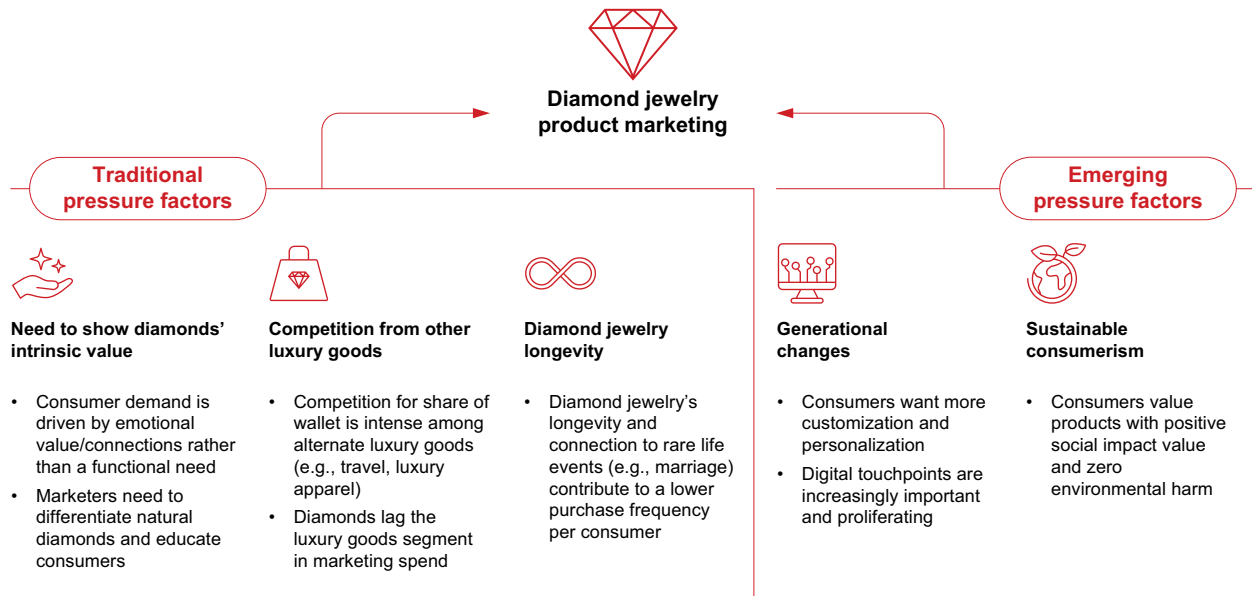 Diamond jewelry
product marketing
Traditional
pressure factors
Need to show diamonds’
intrinsic value
• Consumer demand is
driven by emotional
value/connections rather
than a functional need
• Marketers need to
differentiate natural
diamonds and educate
consumers
Competition from other
luxury goods
• Competition for share of
wallet is intense among
alternate luxury goods
(e.g., travel, luxury
apparel)
• Diamonds lag the
luxury goods segment
in marketing spend
Diamond jewelry
longevity
• Diamond jewelry’s
longevity and
connection to rare life
events (e.g., marriage)
contribute to a lower
purchase frequency
per consumer
Emerging
pressure factors
Generational
changes
• Consumers want more
customization and
personalization
• Digital touchpoints are
increasingly important
and proliferating
Sustainable
consumerism
• Consumers value
products with positive
social impact value
and zero
environmental harm